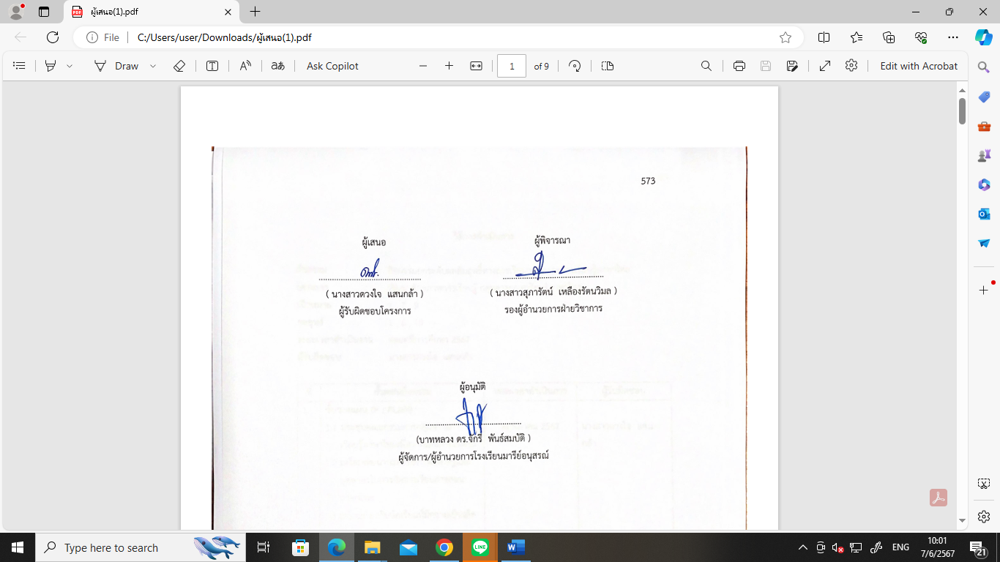 ผู้เสนอ(1).pdf
File
C:/Users/user/Downloads/ผู้เสนอ(1).pdf
Draw
Ask Copilot
1 of 9
Edit with Acrobat
573
ผู้เสนอ
ผู้พิจารณา
( นางสาวดวงใจ แสนกล้า )
( นางสาวสุภารัตน์ เหลืองรัตนวิมล )
ผู้รับผิดชอบโครงการ
รองผู้อำนวยการฝ่ายวิชาการ
ผู้อนุมัติ
(บาทหลวง ดร.จักรี พันธ์สมบัติ )
ผู้จัดการ/ผู้อำนวยการโรงเรียนมารีย์อนุสรณ์
Type here to search
LINE
ENG
10:01
7/6/2567
21